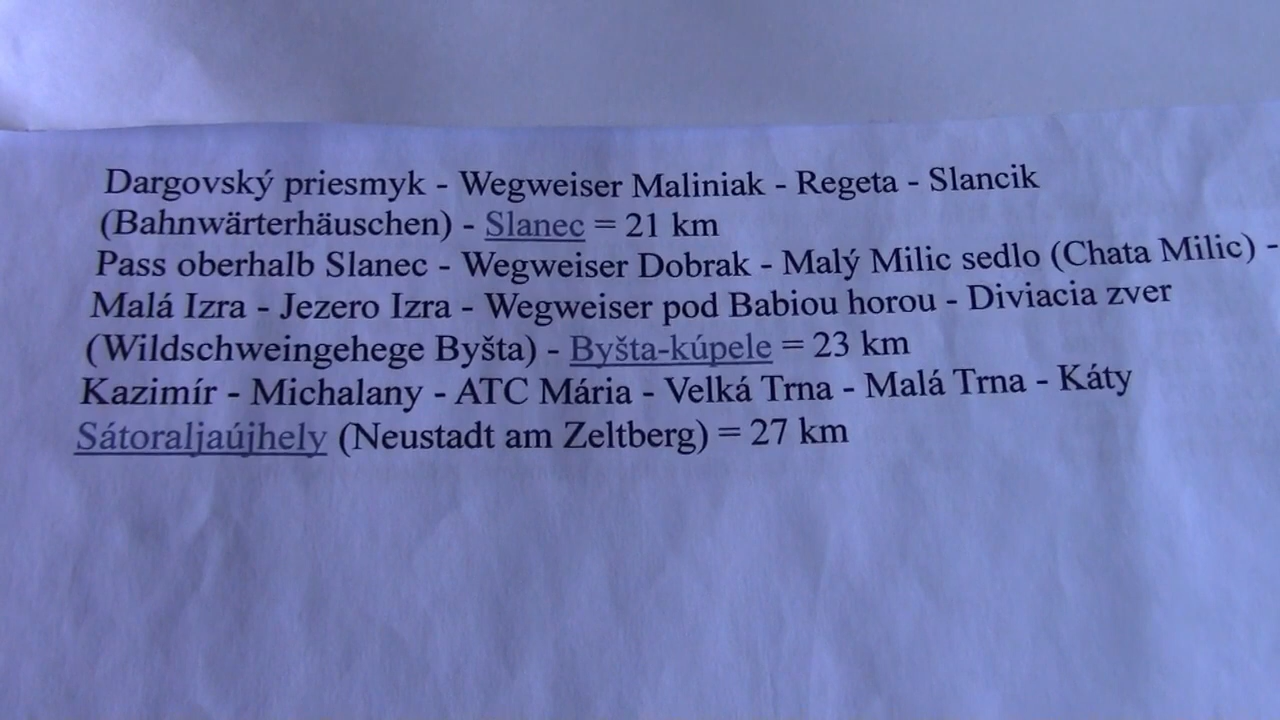 Dargovský priesmyk - Wegweiser Maliniak - Regeta - Slancik
(Bahnwärterhäuschen) - Slanec = 21 km
Pass oberhalb Slanec - Wegweiser Dobrak - Malý Milic sedlo (Chata Milic) -
Malá Izra - Jezero Izra - Wegweiser pod Babiou horou - Diviacia zver
(Wildschweingehege Byšta) - Byšta-kúpele = 23 km
Kazimír - Michalany - ATC Mária - Velká Trna - Malá Trna - Káty
Sátoraljaújhely (Neustadt am Zeltberg) = 27 km